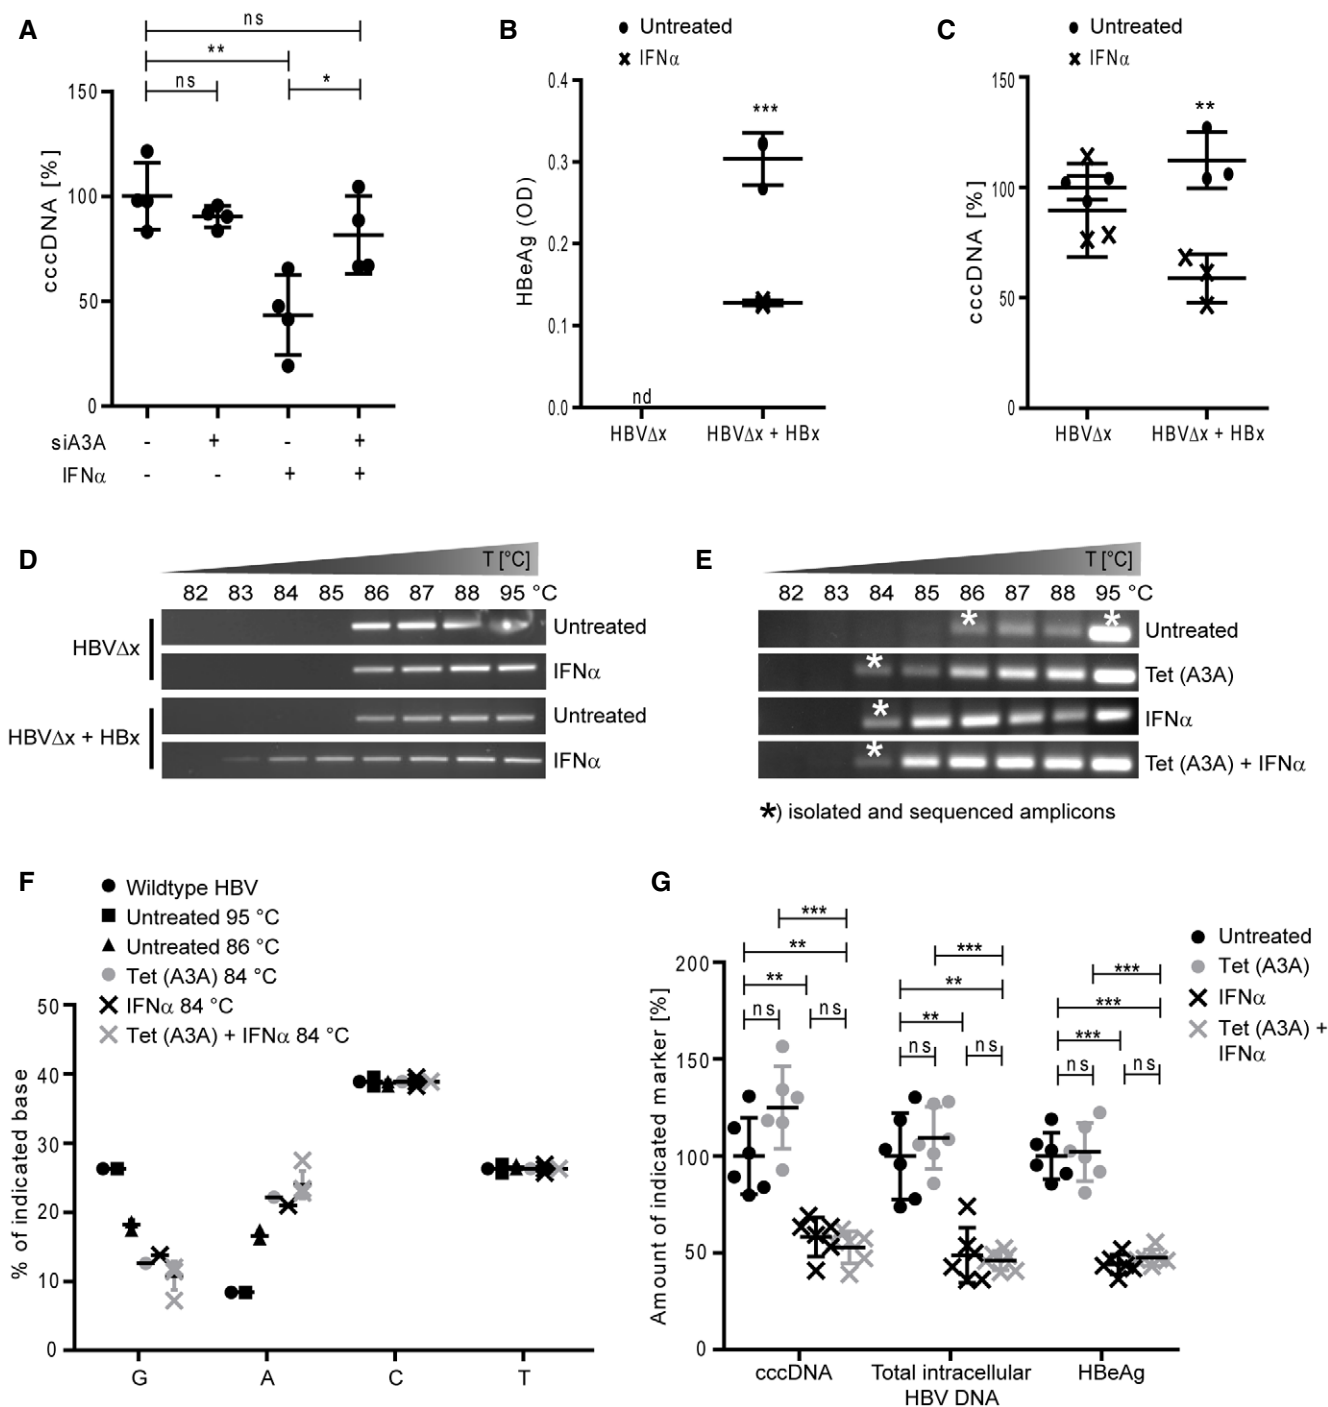 A
ns
**
ns
*
cccDNA [%]
150
100
50
0
siA3A - + - +
IFNα - - + +
B
Untreated
IFNα
HBeAg (OD)
0.4
0.3
0.2
0.1
0.0
***
nd
HBVΔx HBVΔx + HBx
C
Untreated
IFNα
cccDNA [%]
150
100
50
0
**
HBVΔx HBVΔx + HBx
D
T [°C]
82 83 84 85 86 87 88 95 °C
HBVΔx
Untreated
IFNα
HBVΔx + HBx
Untreated
IFNα
E
T [°C]
82 83 84 85 86 87 88 95 °C
* *
Untreated
*
Tet (A3A)
*
IFNα
*
Tet (A3A) + IFNα
*) isolated and sequenced amplicons
F
Wildtype HBV
Untreated 95 °C
Untreated 86 °C
Tet (A3A) 84 °C
IFNα 84 °C
Tet (A3A) + IFNα 84 °C
% of indicated base
50
40
30
20
10
0
G A C T
G
Untreated
Tet (A3A)
IFNα
Tet (A3A) +
IFNα
Amount of indicated marker [%]
200
150
100
50
0
***
**
**
ns ns
***
**
**
ns ns
***
***
***
ns ns
cccDNA
Total intracellular
HBV DNA
HBeAg